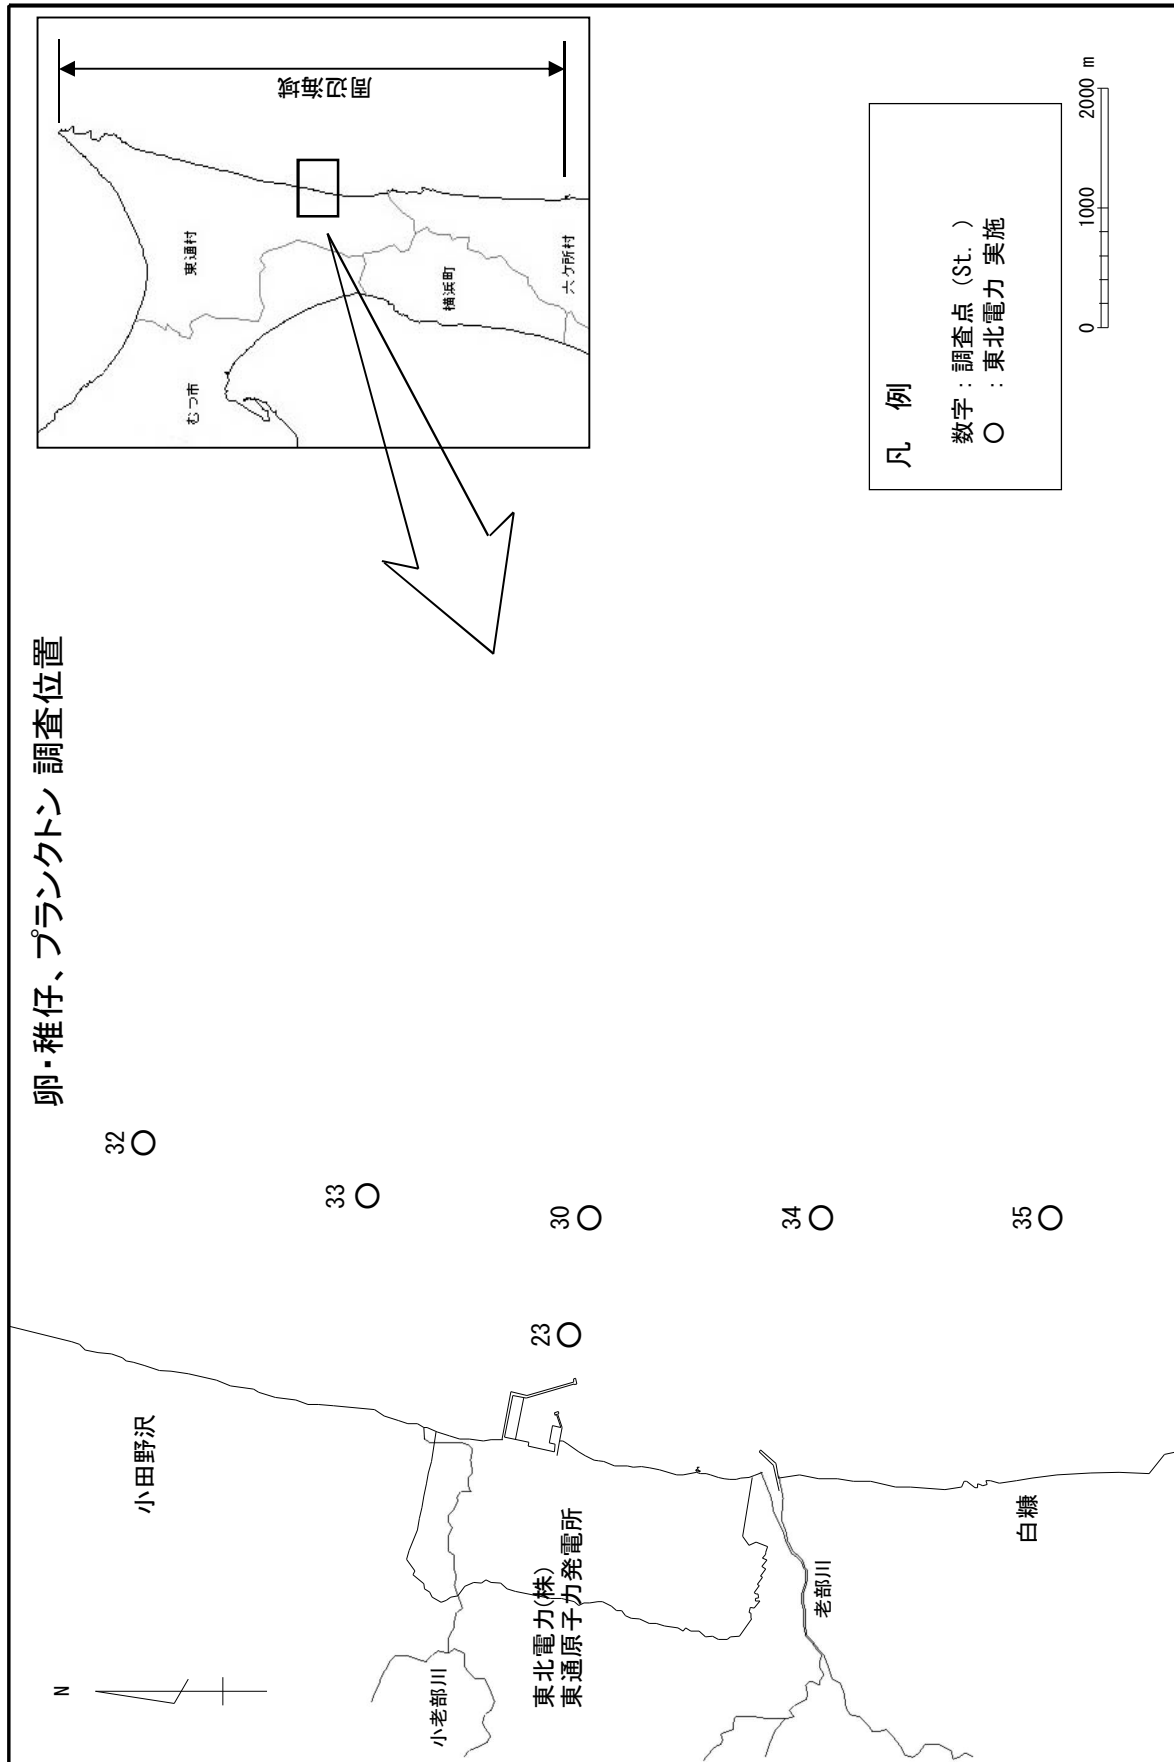 卵・稚仔、プランクトン 調査位置
周辺海域
東通村
むつ市
横浜町
六ケ所村
N
小田野沢
小老部川
東北電力(株)
東通原子力発電所
老部川
白糠
32
33
30
23
34
35
凡 例
数字:調査点 (St. )
○ :東北電力 実施
0 1000 2000 m